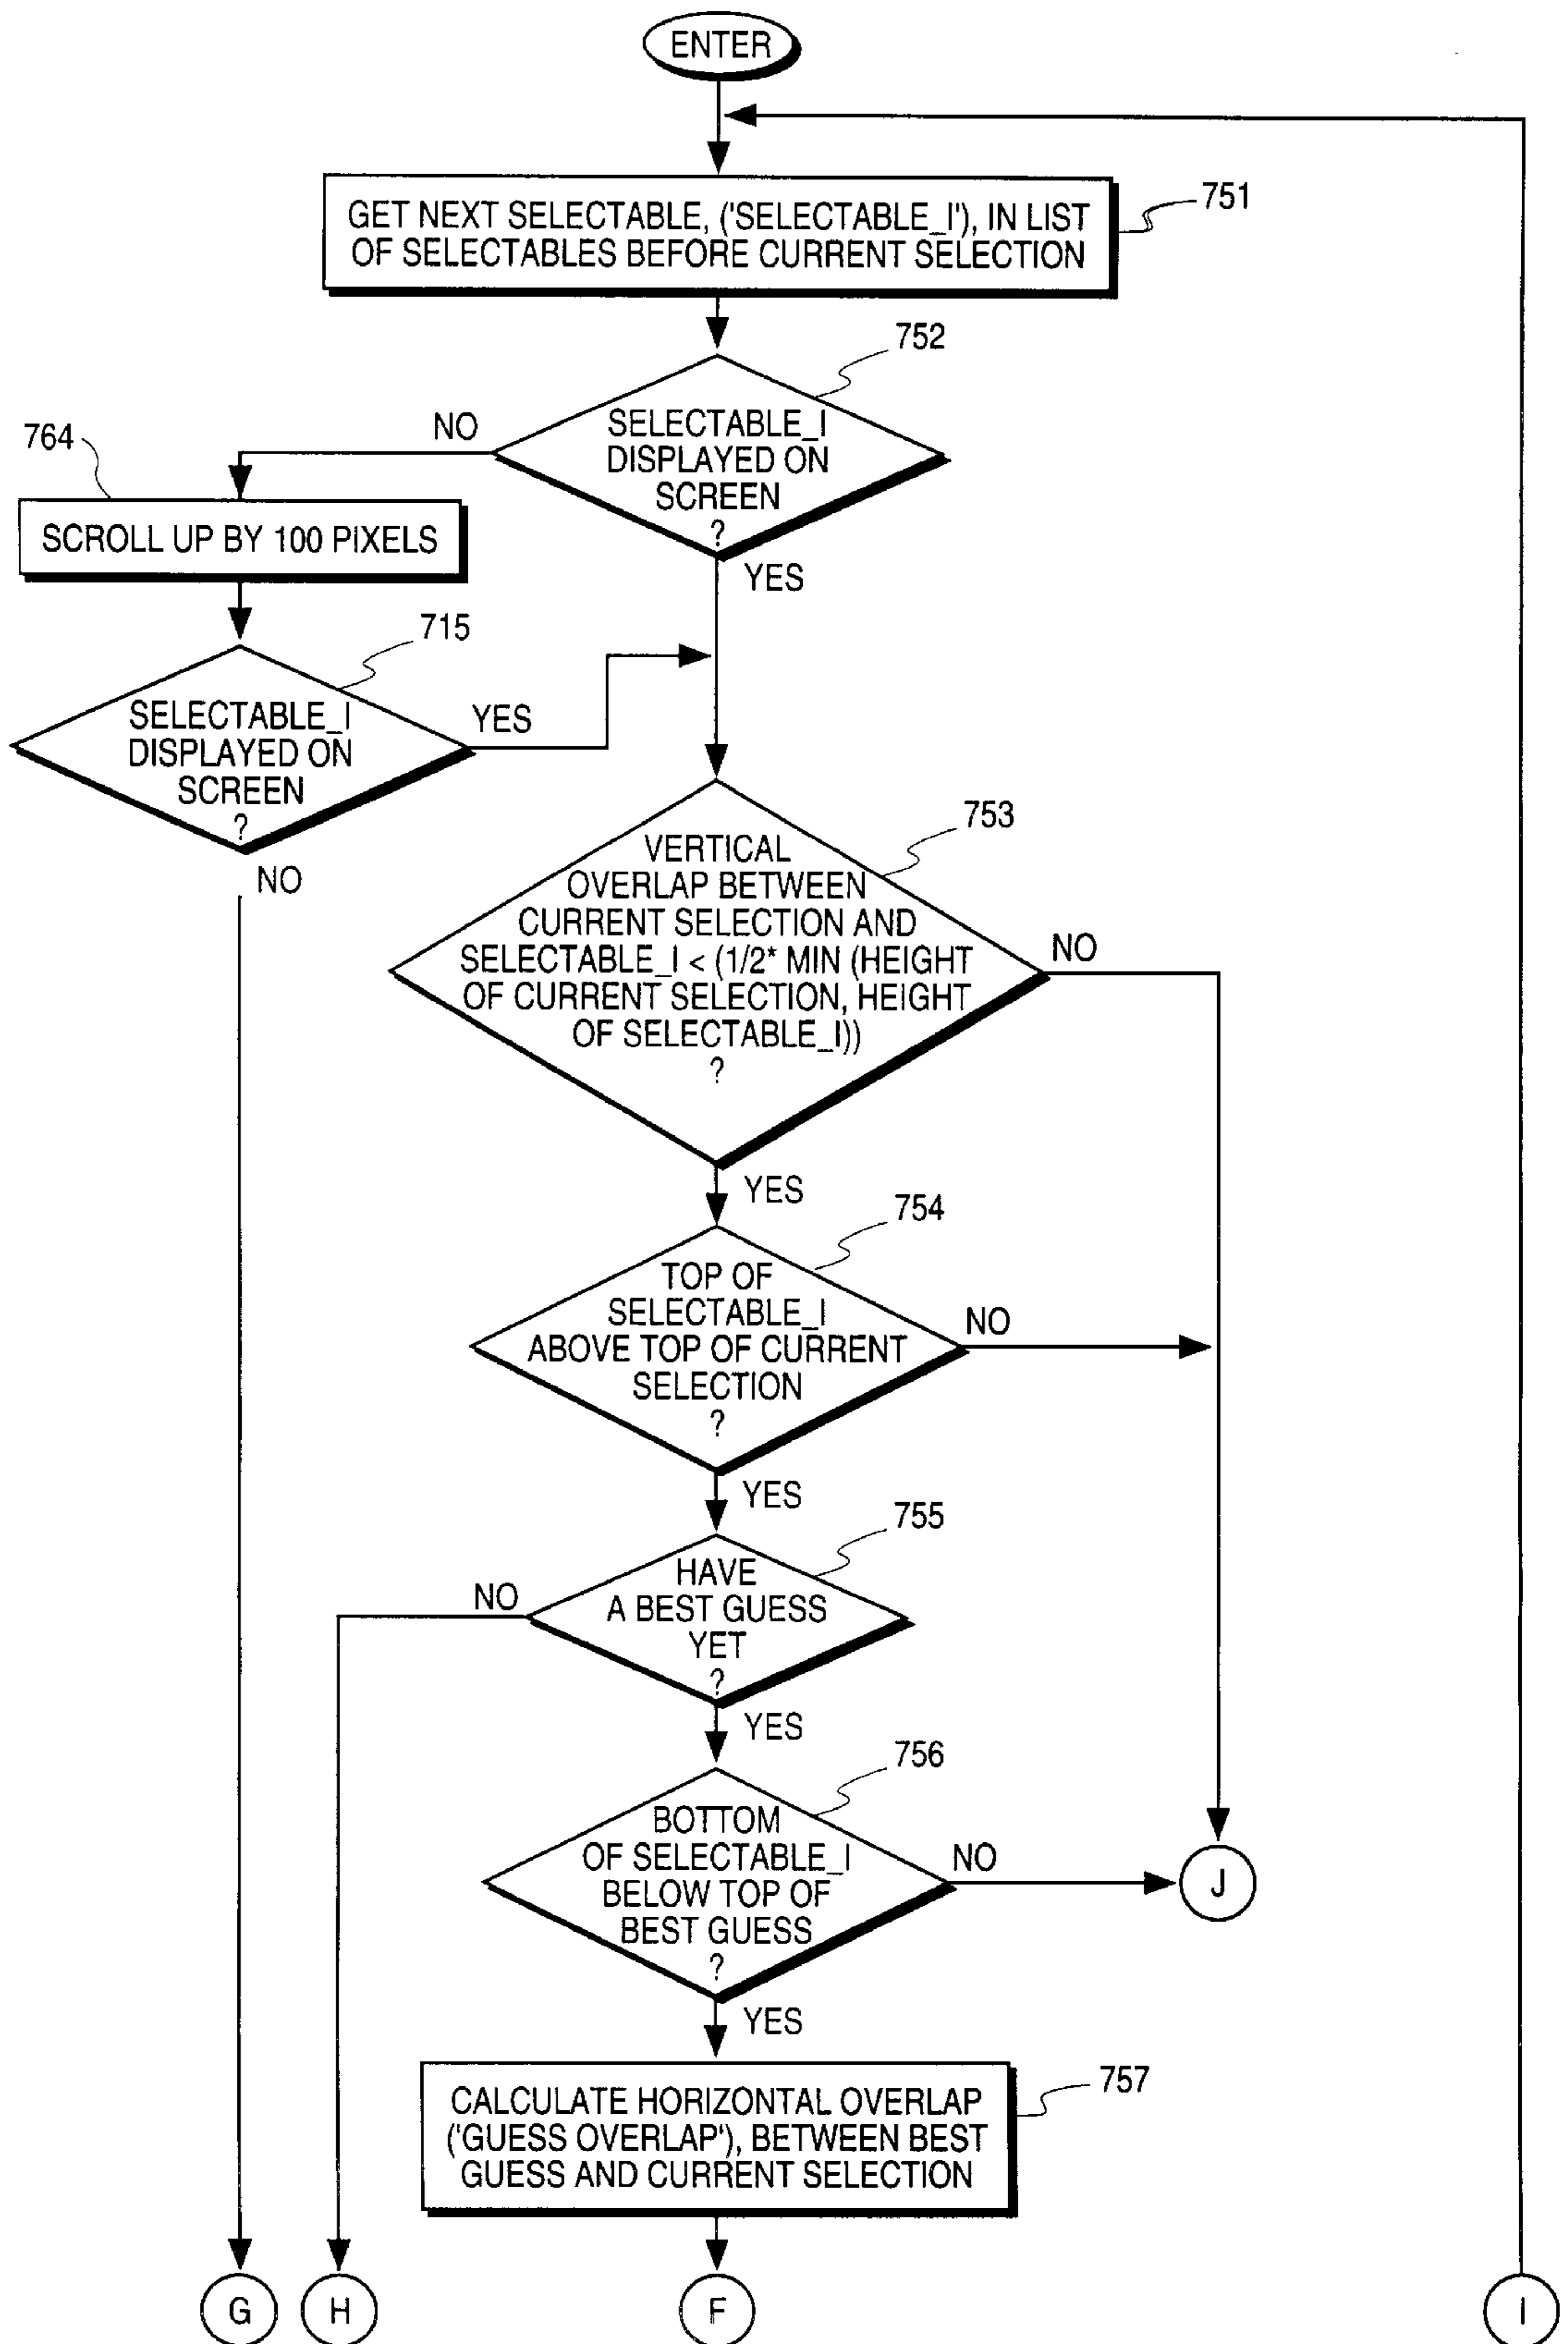 ENTER
GET NEXT SELECTABLE, ('SELECTABLE_I'), IN LIST
OF SELECTABLES BEFORE CURRENT SELECTION
751
752
SELECTABLE_I
DISPLAYED ON
SCREEN
?
NO
YES
764
SCROLL UP BY 100 PIXELS
715
SELECTABLE_I
DISPLAYED ON
SCREEN
?
YES
NO
753
VERTICAL
OVERLAP BETWEEN
CURRENT SELECTION AND
SELECTABLE_I < (1/2* MIN (HEIGHT
OF CURRENT SELECTION, HEIGHT
OF SELECTABLE_I))
?
NO
YES
754
TOP OF
SELECTABLE_I
ABOVE TOP OF CURRENT
SELECTION
?
NO
YES
755
HAVE
A BEST GUESS
YET
?
NO
YES
756
BOTTOM
OF SELECTABLE_I
BELOW TOP OF
BEST GUESS
?
NO
J
YES
757
CALCULATE HORIZONTAL OVERLAP
('GUESS OVERLAP'), BETWEEN BEST
GUESS AND CURRENT SELECTION
G
H
F
I